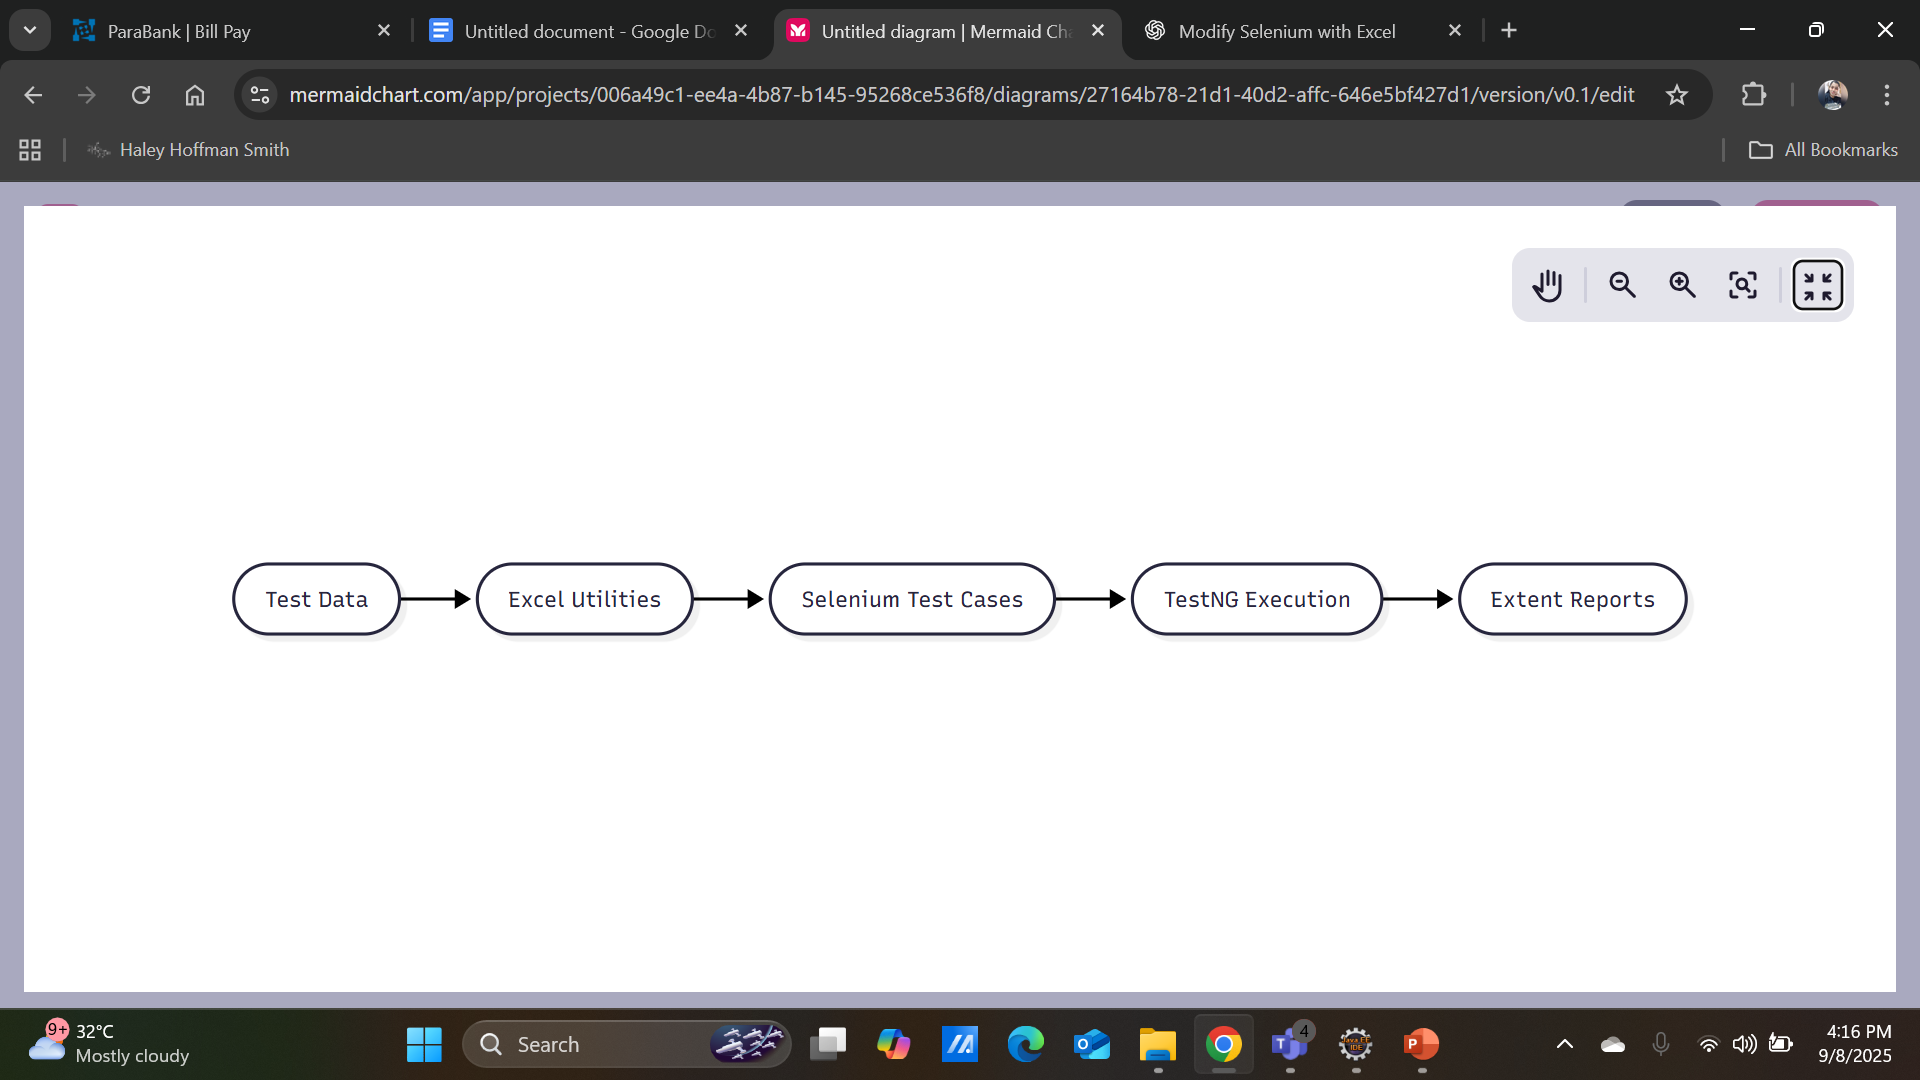 ParaBank | Bill Pay
Untitled document - Google Do
Untitled diagram | Mermaid Cha
Modify Selenium with Excel
mermaidchart.com/app/projects/006a49c1-ee4a-4b87-b145-95268ce536f8/diagrams/27164b78-21d1-40d2-affc-646e5bf427d1/version/v0.1/edit
Haley Hoffman Smith
All Bookmarks
Test Data
Excel Utilities
Selenium Test Cases
TestNG Execution
Extent Reports
9+
32°C
Mostly cloudy
Search
4
4:16 PM
9/8/2025